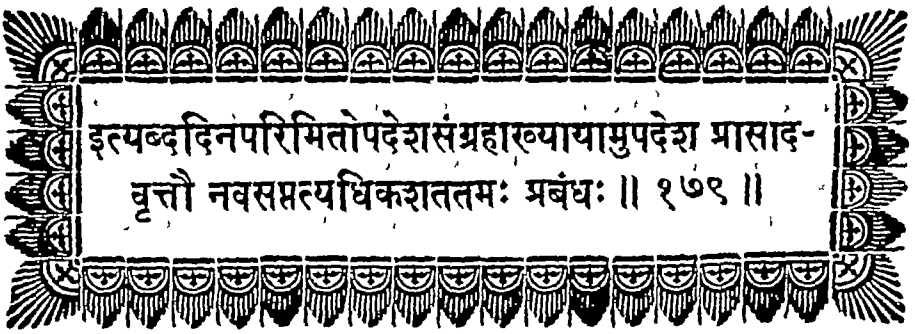 इत्यब्ददिनपरिमितोपदेशसंग्रहाख्यायामुपदेश प्रासाद-
वृत्तौ नवसप्तत्यधिकशततमः प्रबंधः ॥ १७९ ॥